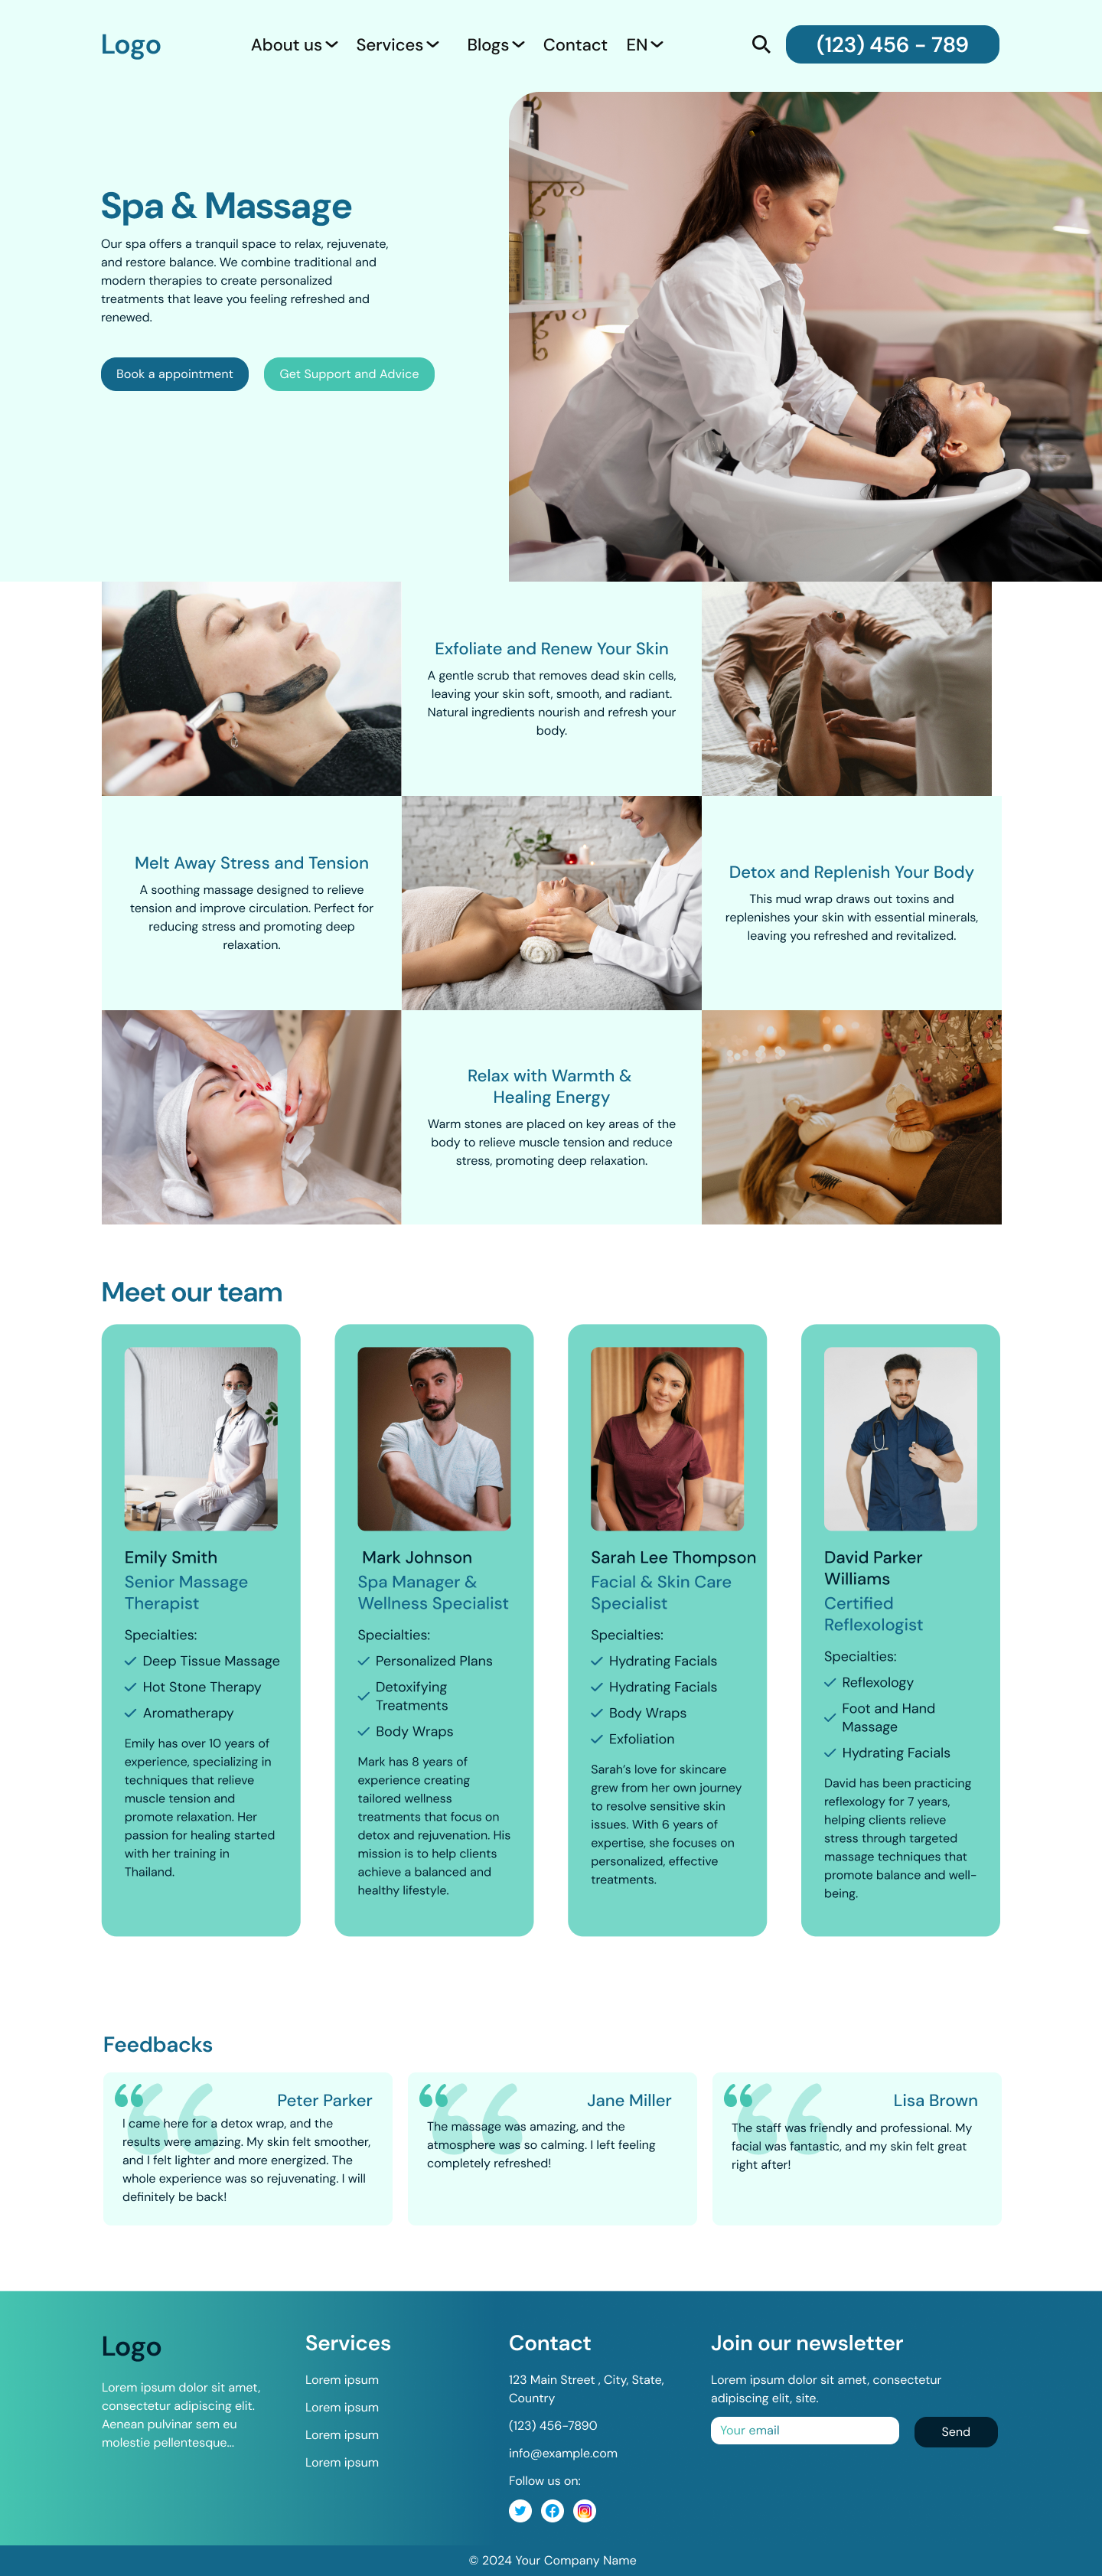 Logo
About us
Services
Blogs
Contact
EN
(123) 456 - 789
Spa & Massage
Our spa offers a tranquil space to relax, rejuvenate,
and restore balance. We combine traditional and
modern therapies to create personalized
treatments that leave you feeling refreshed and
renewed.
Book a appointment
Get Support and Advice
Exfoliate and Renew Your Skin
A gentle scrub that removes dead skin cells,
leaving your skin soft, smooth, and radiant.
Natural ingredients nourish and refresh your
body.
Melt Away Stress and Tension
A soothing massage designed to relieve
tension and improve circulation. Perfect for
reducing stress and promoting deep
relaxation.
Detox and Replenish Your Body
This mud wrap draws out toxins and
replenishes your skin with essential minerals,
leaving you refreshed and revitalized.
Relax with Warmth &
Healing Energy
Warm stones are placed on key areas of the
body to relieve muscle tension and reduce
stress, promoting deep relaxation.
Meet our team
Emily Smith
Senior Massage
Therapist
Specialties:
Deep Tissue Massage
Hot Stone Therapy
Aromatherapy
Emily has over 10 years of
experience, specializing in
techniques that relieve
muscle tension and
promote relaxation. Her
passion for healing started
with her training in
Thailand.
Mark Johnson
Spa Manager &
Wellness Specialist
Specialties:
Personalized Plans
Detoxifying
Treatments
Body Wraps
Mark has 8 years of
experience creating
tailored wellness
treatments that focus on
detox and rejuvenation. His
mission is to help clients
achieve a balanced and
healthy lifestyle.
Sarah Lee Thompson
Facial & Skin Care
Specialist
Specialties:
Hydrating Facials
Hydrating Facials
Body Wraps
Exfoliation
Sarah's love for skincare
grew from her own journey
to resolve sensitive skin
issues. With 6 years of
expertise, she focuses on
personalized, effective
treatments.
David Parker
Williams
Certified
Reflexologist
Specialties:
Reflexology
Foot and Hand
Massage
Hydrating Facials
David has been practicing
reflexology for 7 years,
helping clients relieve
stress through targeted
massage techniques that
promote balance and well-
being.
Feedbacks
Peter Parker
I came here for a detox wrap, and the
results were amazing. My skin felt smoother,
and I felt lighter and more energized. The
whole experience was so rejuvenating. I will
definitely be back!
Jane Miller
The massage was amazing, and the
atmosphere was so calming. I left feeling
completely refreshed!
Lisa Brown
The staff was friendly and professional. My
facial was fantastic, and my skin felt great
right after!
Logo
Lorem ipsum dolor sit amet,
consectetur adipiscing elit.
Aenean pulvinar sem eu
molestie pellentesque...
Services
Lorem ipsum
Lorem ipsum
Lorem ipsum
Lorem ipsum
Contact
123 Main Street , City, State,
Country
(123) 456-7890
info@example.com
Follow us on:
Join our newsletter
Lorem ipsum dolor sit amet, consectetur
adipiscing elit, site.
Your email
Send
© 2024 Your Company Name